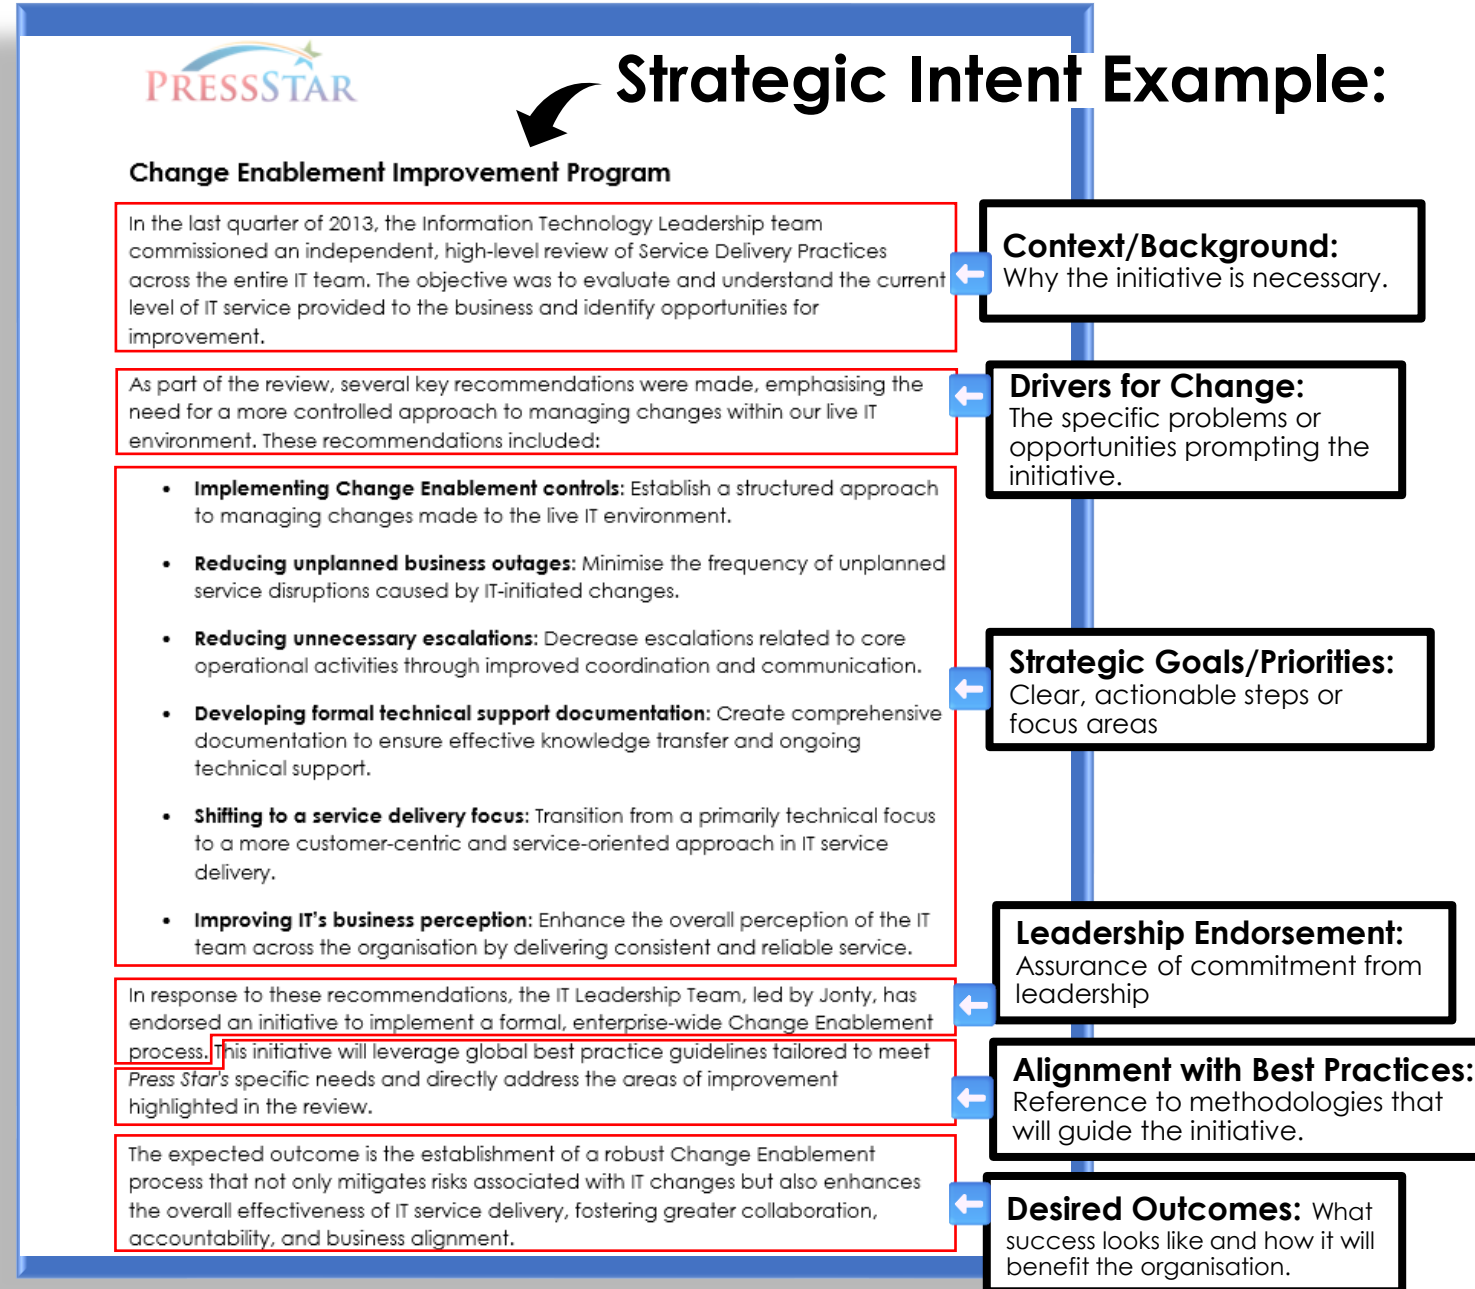 PRESSSTAR
Strategic Intent Example:
Change Enablement Improvement Program
In the last quarter of 2013, the Information Technology Leadership team
commissioned an independent, high-level review of Service Delivery Practices
across the entire IT team. The objective was to evaluate and understand the current
level of IT service provided to the business and identify opportunities for
improvement.
Context/Background:
Why the initiative is necessary.
As part of the review, several key recommendations were made, emphasising the
need for a more controlled approach to managing changes within our live IT
environment. These recommendations included:
Drivers for Change:
The specific problems or
opportunities prompting the
initiative.
• Implementing Change Enablement controls: Establish a structured approach
to managing changes made to the live IT environment.
• Reducing unplanned business outages: Minimise the frequency of unplanned
service disruptions caused by IT-initiated changes.
• Reducing unnecessary escalations: Decrease escalations related to core
operational activities through improved coordination and communication.
• Developing formal technical support documentation: Create comprehensive
documentation to ensure effective knowledge transfer and ongoing
technical support.
• Shifting to a service delivery focus: Transition from a primarily technical focus
to a more customer-centric and service-oriented approach in IT service
delivery.
• Improving IT's business perception: Enhance the overall perception of the IT
team across the organisation by delivering consistent and reliable service.
Strategic Goals/Priorities:
Clear, actionable steps or
focus areas
In response to these recommendations, the IT Leadership Team, led by Jonty, has
endorsed an initiative to implement a formal, enterprise-wide Change Enablement
process. This initiative will leverage global best practice guidelines tailored to meet
Press Star's specific needs and directly address the areas of improvement
highlighted in the review.
Leadership Endorsement:
Assurance of commitment from
leadership
Alignment with Best Practices:
Reference to methodologies that
will guide the initiative.
The expected outcome is the establishment of a robust Change Enablement
process that not only mitigates risks associated with IT changes but also enhances
the overall effectiveness of IT service delivery, fostering greater collaboration,
accountability, and business alignment.
Desired Outcomes: What
success looks like and how it will
benefit the organisation.